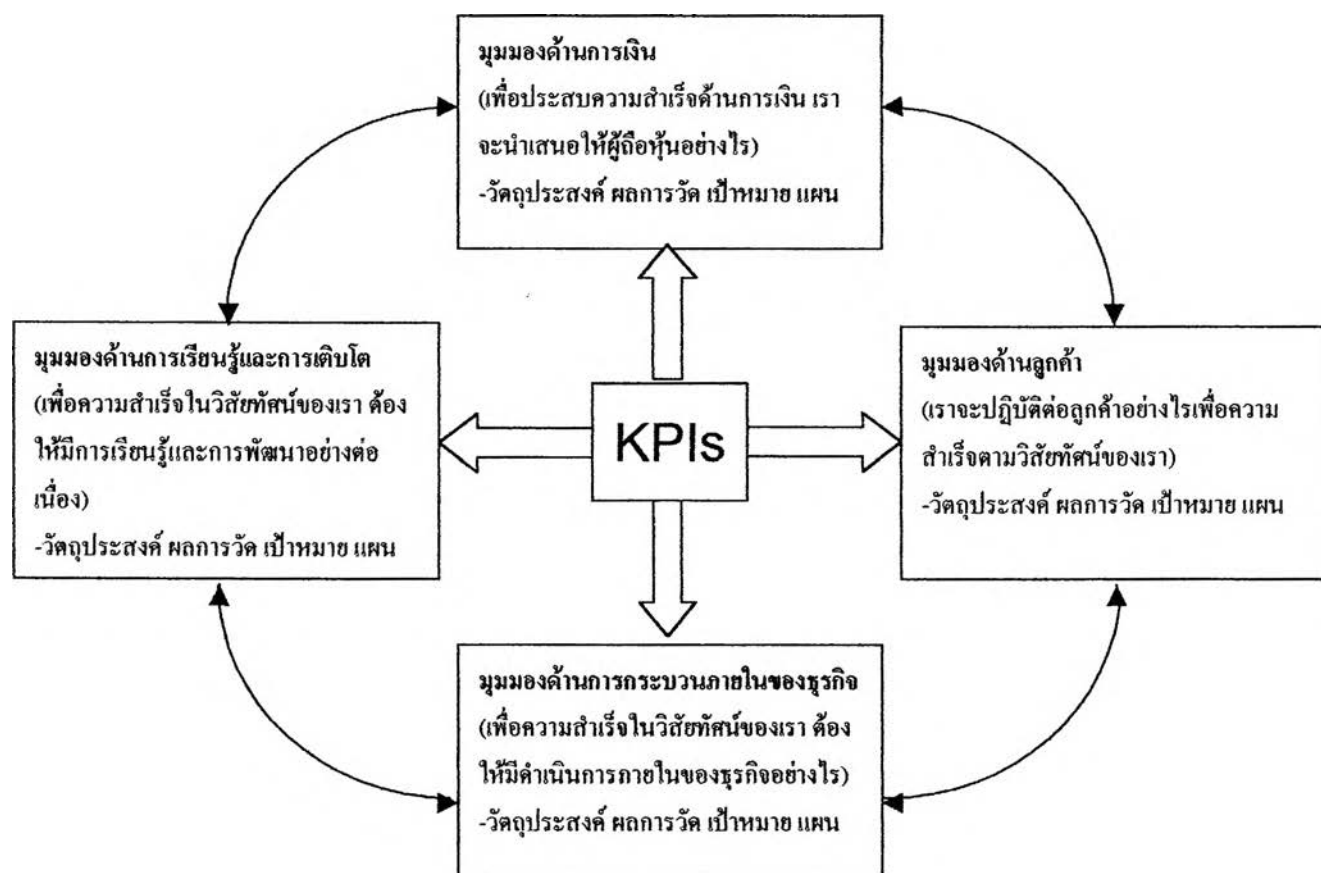 มุมมองด้านการเงิน
(เพื่อประสบความสำเร็จด้านการเงิน เรา
จะนำเสนอให้ผู้ถือหุ้นอย่างไร)
-วัตถุประสงค์ ผลการวัด เป้าหมาย แผน
มุมมองด้านการเรียนรู้และการเติบโต
(เพื่อความสำเร็จในวิสัยทัศน์ของเรา ต้อง
ให้มีการเรียนรู้และการพัฒนาอย่างต่อ
เนื่อง)
-วัตถุประสงค์ ผลการวัด เป้าหมาย แผน
KPIs
มุมมองด้านลูกค้า
(เราจะปฏิบัติต่อลูกค้าอย่างไรเพื่อความ
สำเร็จตามวิสัยทัศน์ของเรา)
-วัตถุประสงค์ ผลการวัด เป้าหมาย แผน
มุมมองด้านการกระบวนภายในของธุรกิจ
(เพื่อความสำเร็จในวิสัยทัศน์ของเรา ต้อง
ให้มีดำเนินการภายในของธุรกิจอย่างไร)
-วัตถุประสงค์ ผลการวัด เป้าหมาย แผน